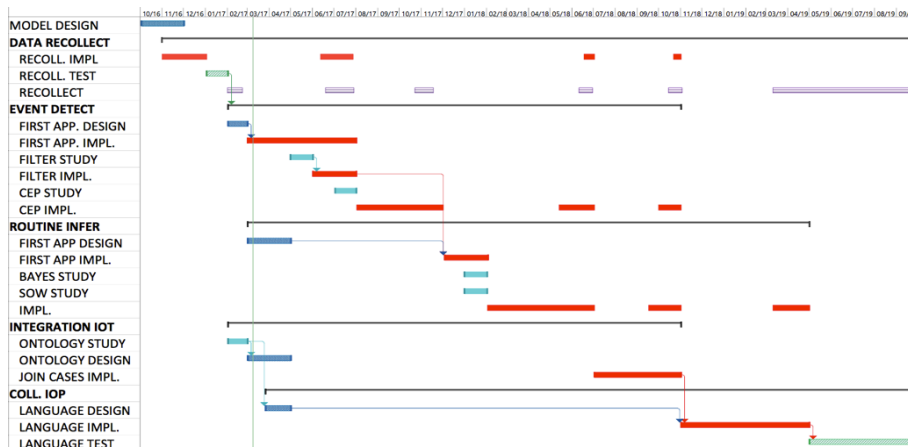 10/16 11/16 12/16 01/17 02/17 03/17 04/17 05/17 06/17 07/17 08/17 09/17 10/17 11/17 12/17 01/18 02/18 03/18 04/18 05/18 06/18 07/18 08/18 09/18 10/18 11/18 12/18 01/19 02/19 03/19 04/19 05/19 06/19 07/19 08/19 09/
MODEL DESIGN
DATA RECOLLECT
RECOLL. IMPL
RECOLL. TEST
RECOLLECT
EVENT DETECT
FIRST APP. DESIGN
FIRST APP. IMPL.
FILTER STUDY
FILTER IMPL.
CEP STUDY
CEP IMPL.
ROUTINE INFER
FIRST APP DESIGN
FIRST APP IMPL.
BAYES STUDY
SOW STUDY
IMPL.
INTEGRATION IOT
ONTOLOGY STUDY
ONTOLOGY DESIGN
JOIN CASES IMPL.
COLL. IOP
LANGUAGE DESIGN
LANGUAGE IMPL.
LANGUAGE TEST